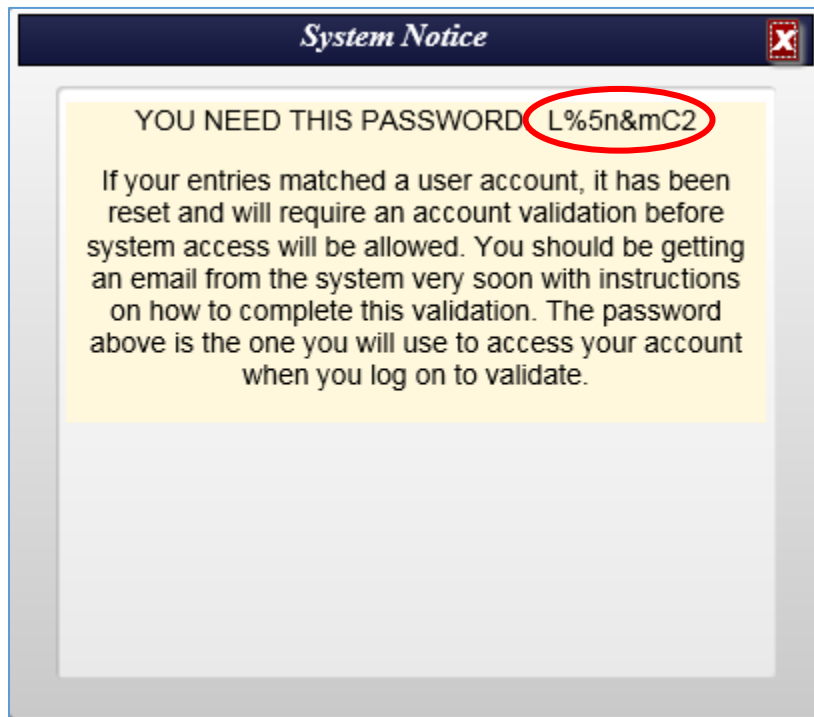 System Notice
X
YOU NEED THIS PASSWORD L%5n&mC2
If your entries matched a user account, it has been
reset and will require an account validation before
system access will be allowed. You should be getting
an email from the system very soon with instructions
on how to complete this validation. The password
above is the one you will use to access your account
when you log on to validate.